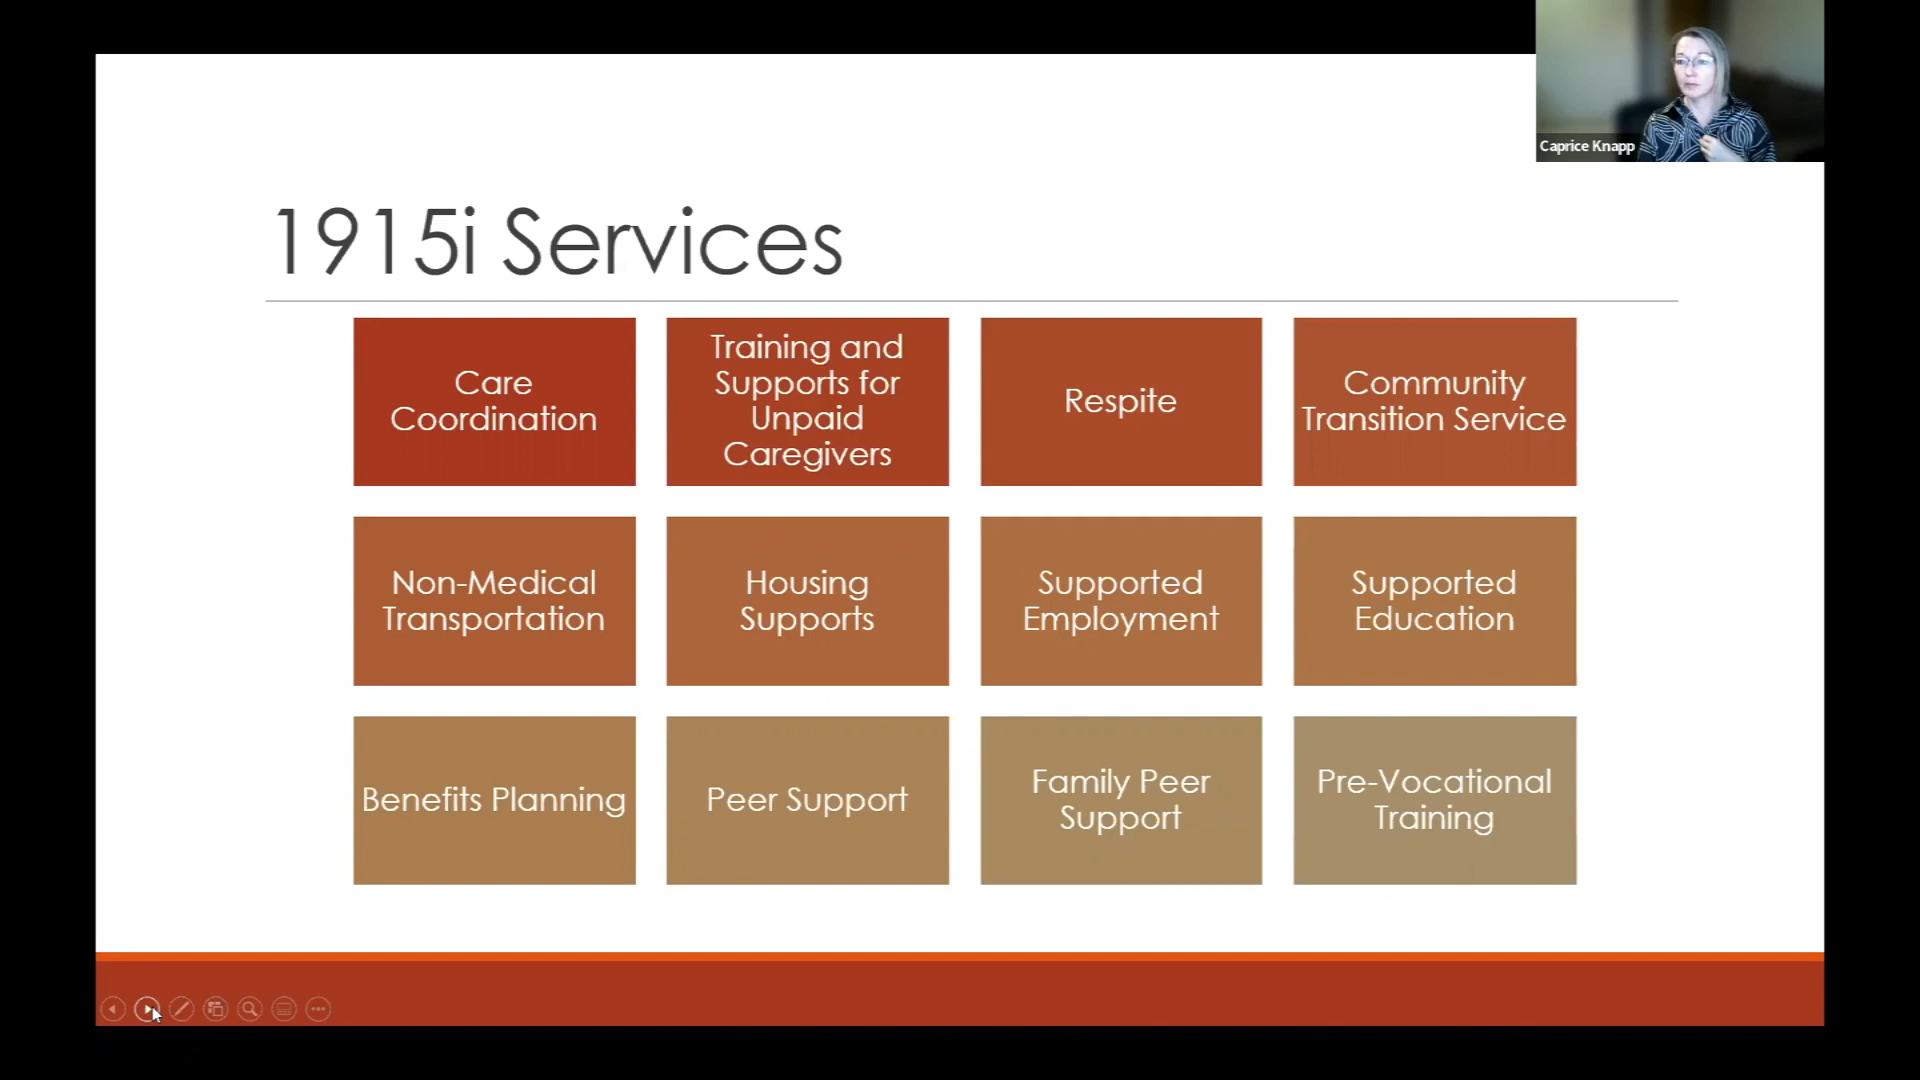 Caprice Knapp
1915i Services
Care
Coordination
Training and
Supports for
Unpaid
Caregivers
Respite
Community
Transition Service
Non-Medical
Transportation
Housing
Supports
Supported
Employment
Supported
Education
Benefits Planning
Peer Support
Family Peer
Support
Pre-Vocational
Training